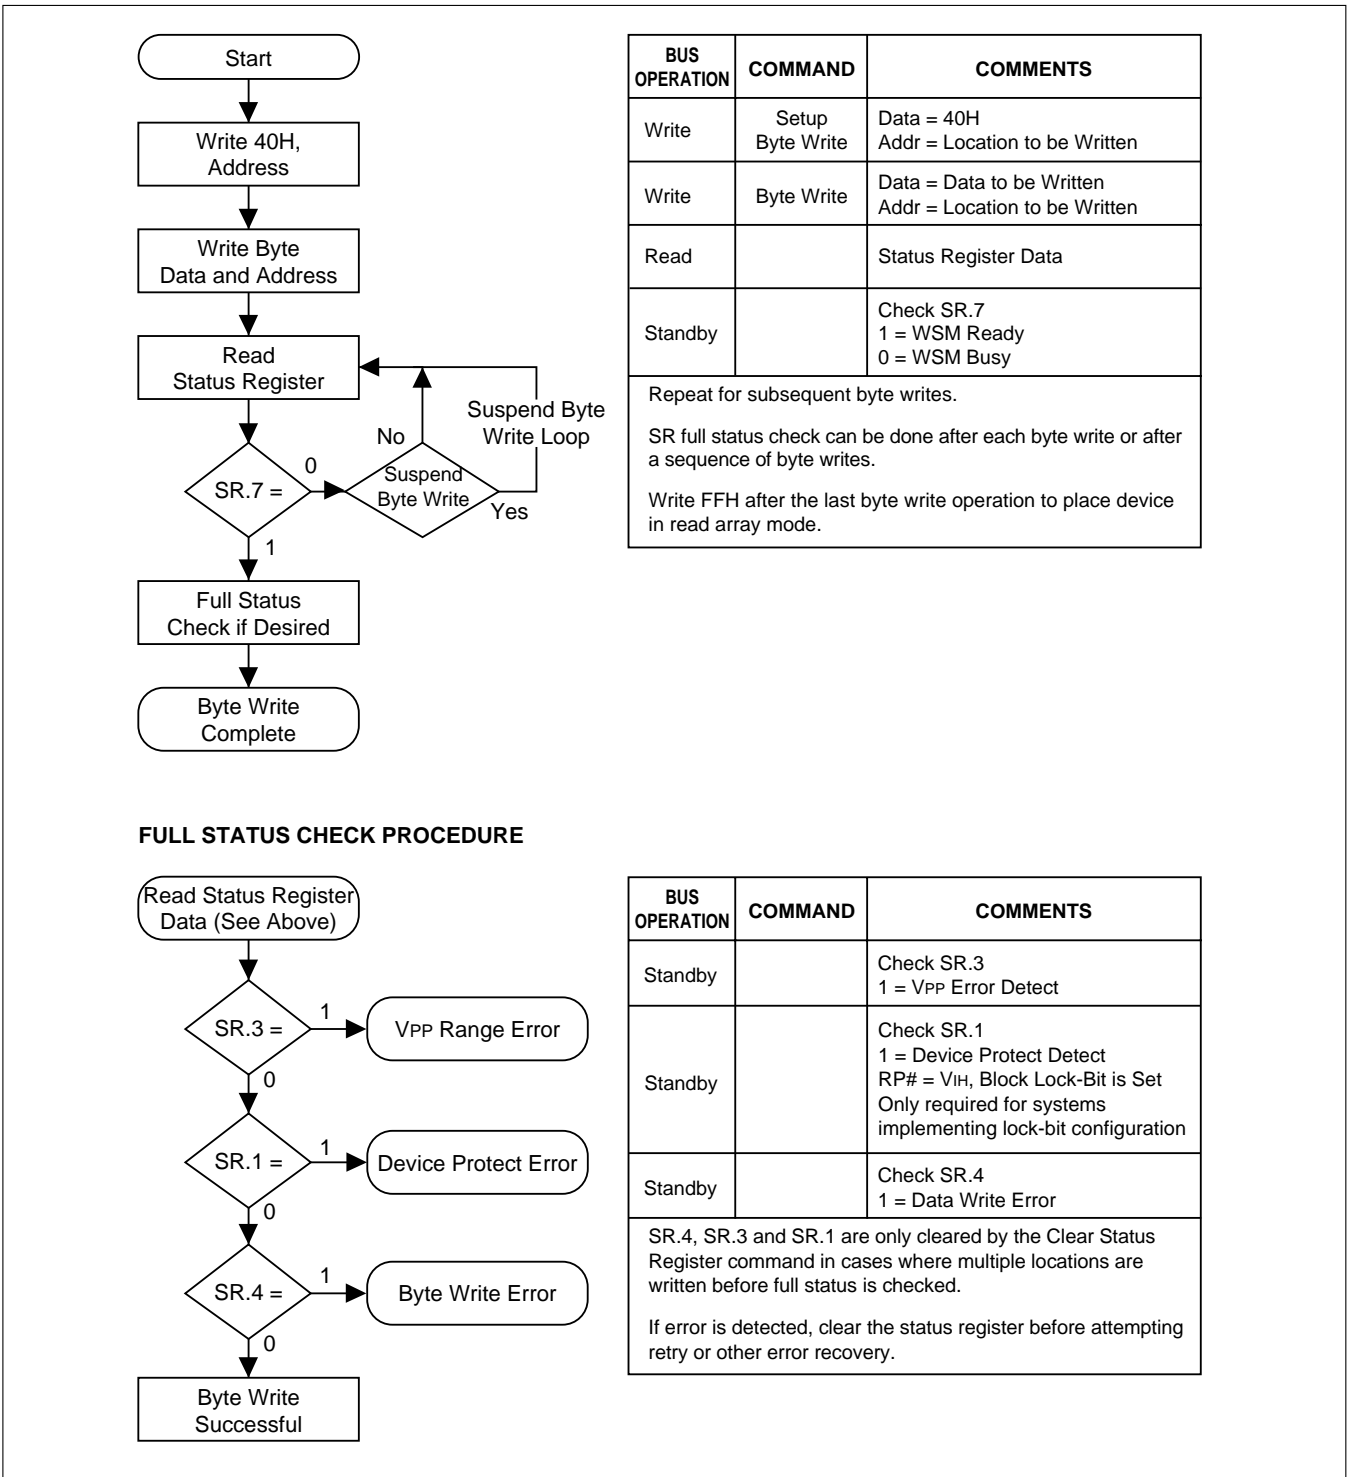 Start
Write 40H,
Address
Write Byte
Data and Address
Read
Status Register
Suspend Byte
Write Loop
No
0
SR.7 =
Suspend
Byte Write
Yes
1
Full Status
Check if Desired
Byte Write
Complete
BUS
OPERATION
COMMAND
COMMENTS
Write
Setup
Byte Write
Data = 40H
Addr = Location to be Written
Write
Byte Write
Data = Data to be Written
Addr = Location to be Written
Read
Status Register Data
Standby
Check SR.7
1 = WSM Ready
0 = WSM Busy
Repeat for subsequent byte writes.
SR full status check can be done after each byte write or after
a sequence of byte writes.
Write FFH after the last byte write operation to place device
in read array mode.
FULL STATUS CHECK PROCEDURE
Read Status Register
Data (See Above)
SR.3 =
1
VPP Range Error
0
SR.1 =
1
Device Protect Error
0
SR.4 =
1
Byte Write Error
0
Byte Write
Successful
BUS
OPERATION
COMMAND
COMMENTS
Standby
Check SR.3
1 = VPP Error Detect
Standby
Check SR.1
1 = Device Protect Detect
RP# = VIH, Block Lock-Bit is Set
Only required for systems
implementing lock-bit configuration
Standby
Check SR.4
1 = Data Write Error
SR.4, SR.3 and SR.1 are only cleared by the Clear Status
Register command in cases where multiple locations are
written before full status is checked.
If error is detected, clear the status register before attempting
retry or other error recovery.